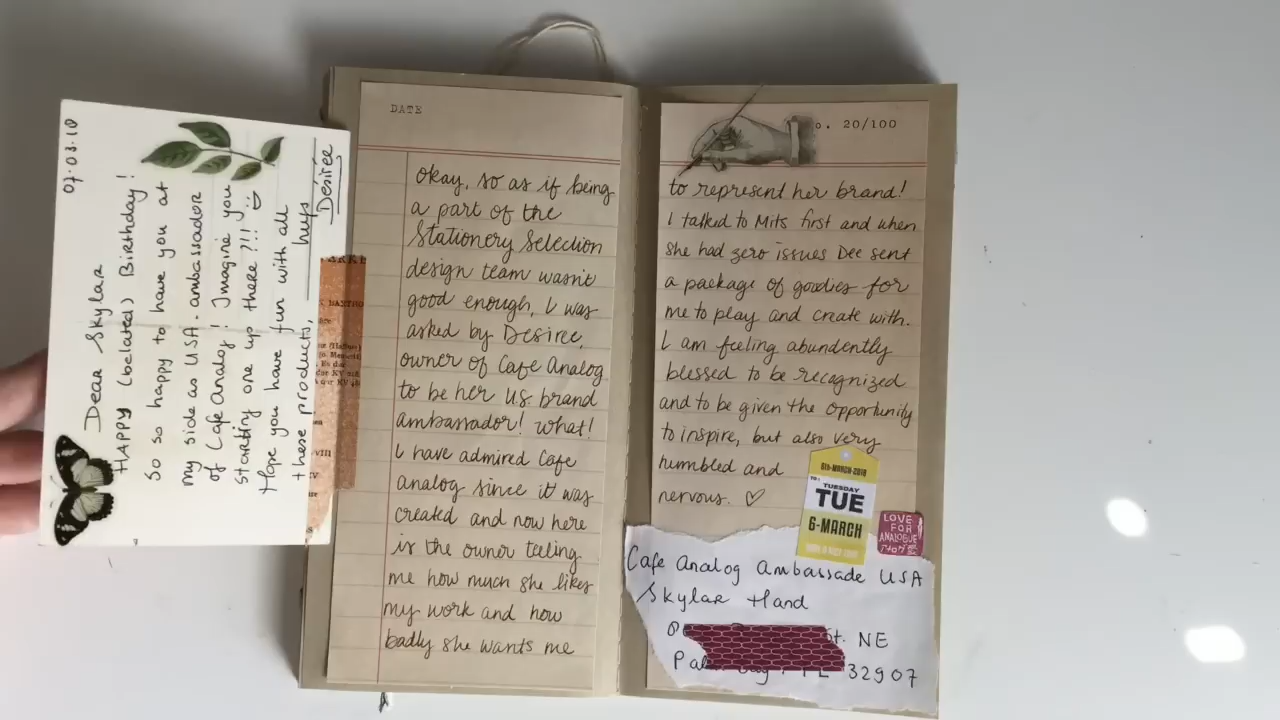 07.03.18
Dear Skylar
HAPPY (belated) Birthday!
So so happy to have you at
my side as USA-ambassador
of Cafe Analog! Imagine you
starting one up there?!!
Hope you have fun with all
these products,
hugs
Desirée
DATE
okay, so as if being
a part of the
Stationery Selection
design team wasn't
good enough, I was
asked by Desiree,
owner of Cafe Analog
to be her US brand
ambassador! what!
I have admired Cafe
analog since it was
created and now here
is the owner telling
me how much she likes
my work and how
badly she wants me
o. 20/100
to represent her brand!
I talked to Mits first and when
she had zero issues Dee sent
a package of goodies for
me to play and create with.
I am feeling abundently
blessed to be recognized
and to be given the opportunity
to inspire, but also very
humbled and
nervous. ♡
6th-MARCH-2018
TO:
TUESDAY
TUE
6-MARCH
LOVE
FOR
ANALOGUE
Cafe Analog Ambassade USA
Skylar Hand
St. NE
32907